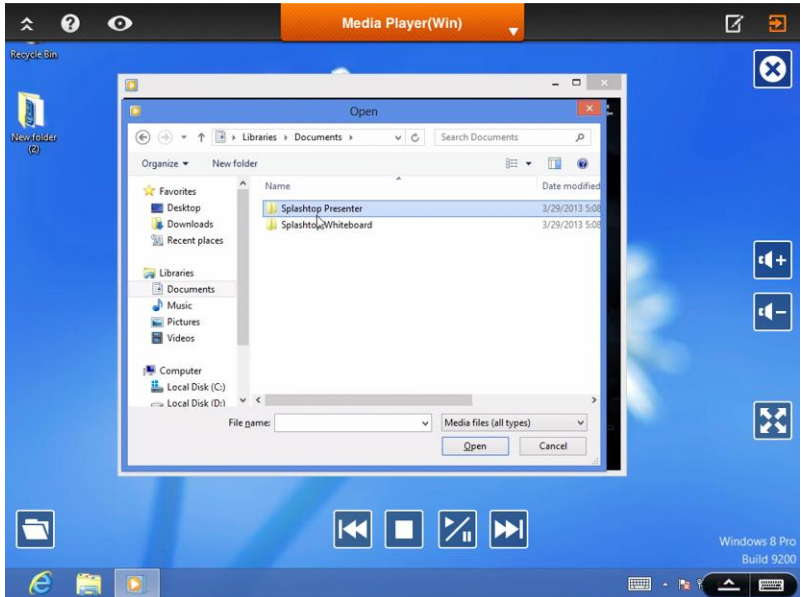 Media Player(Win)
Recycle Bin
New folder
(2)
Open
Libraries
Documents
Search Documents
Organize
New folder
Favorites
Desktop
Downloads
Recent places
Libraries
Documents
Music
Pictures
Videos
Computer
Local Disk (C:)
Local Disk (D:)
Name
Date modified
Splashtop Presenter
3/29/2013 5:08
Splashtop Whiteboard
3/29/2013 5:08
File name:
Media files (all types)
Open
Cancel
Windows 8 Pro
Build 9200